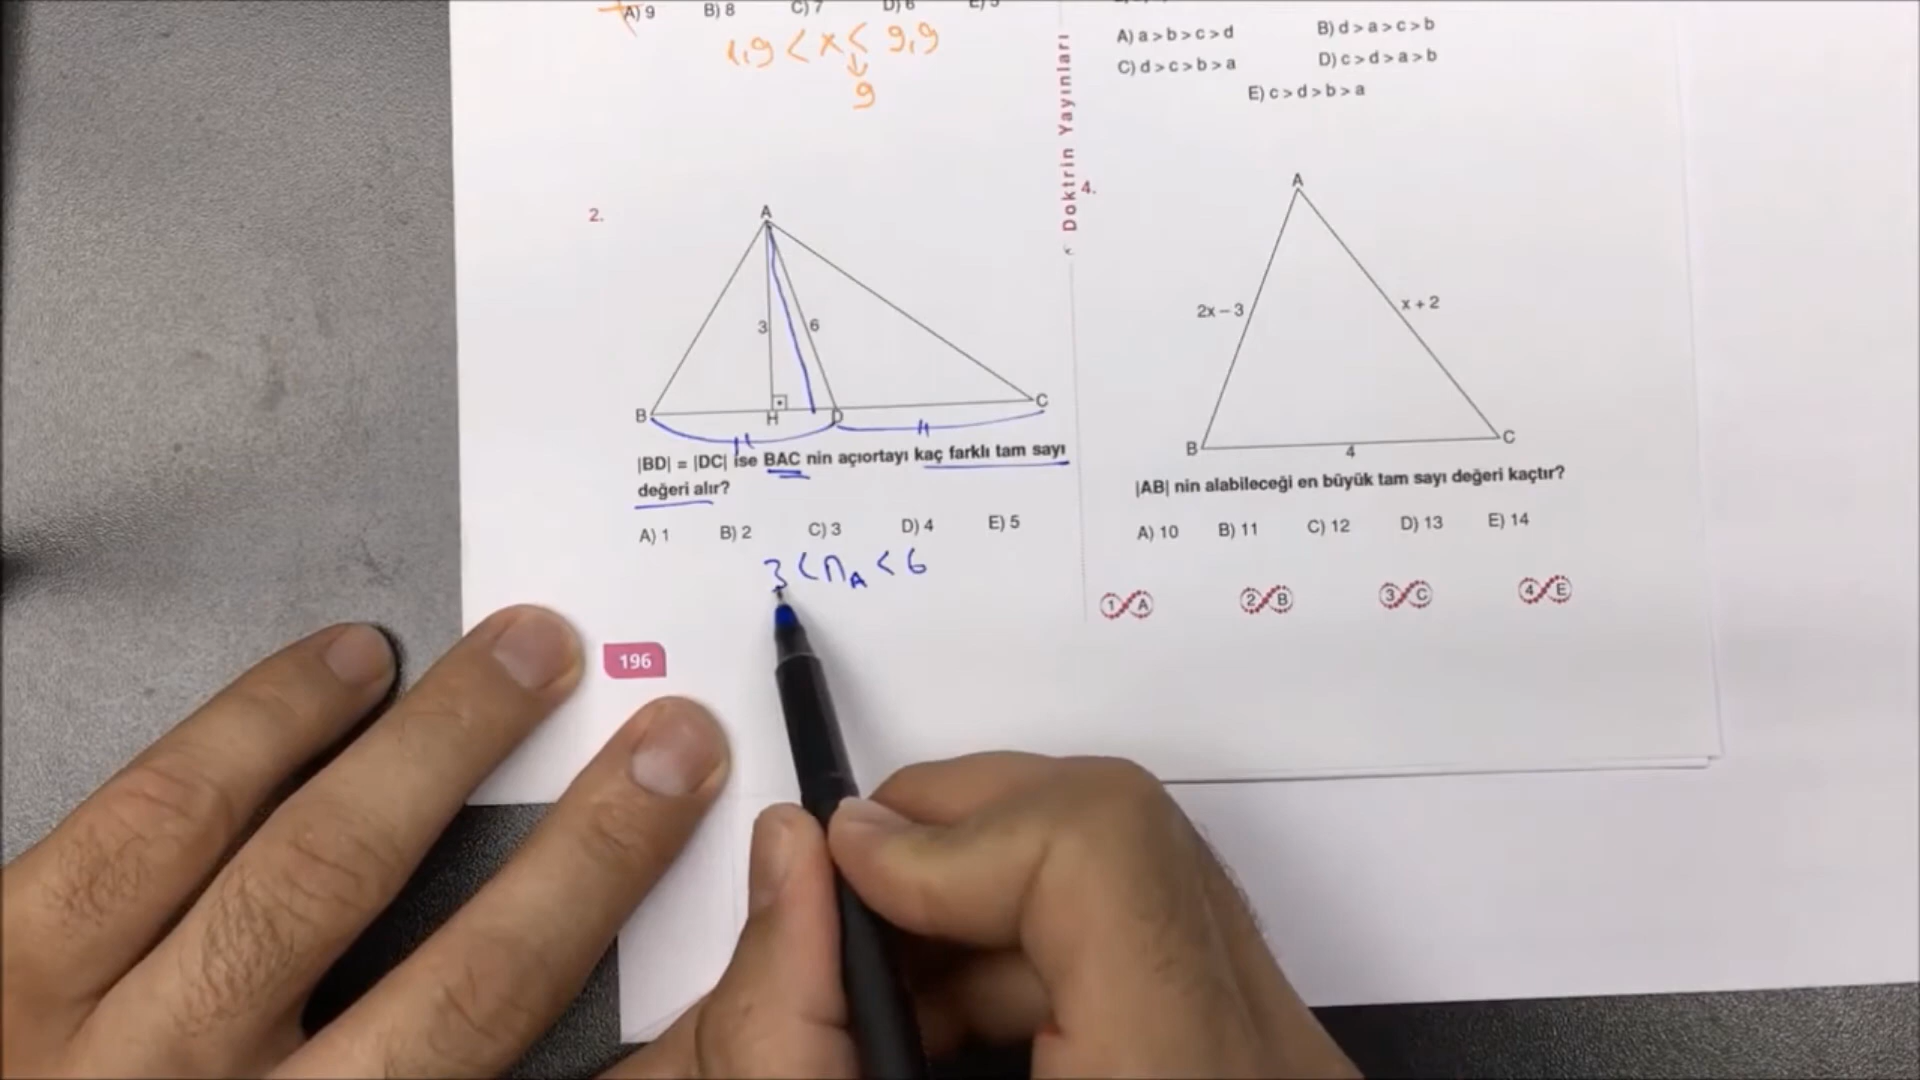 A) 9 B) 8 C) 7 D) 6 E) 5
1,9 < x < 9,9
9
2.
A
3
6
B
H
D
C
|BD| = |DC| ise BAC nin açıortayı kaç farklı tam sayı
değeri alır?
A) 1 B) 2 C) 3 D) 4 E) 5
3 < nA < 6
196
Doktrin Yayınları
A) a > b > c > d B) d > a > c > b
C) d > c > b > a D) c > d > a > b
E) c > d > b > a
4.
A
2x – 3
x + 2
B
4
C
|AB| nin alabileceği en büyük tam sayı değeri kaçtır?
A) 10 B) 11 C) 12 D) 13 E) 14
1 A 2 B 3 C 4 E